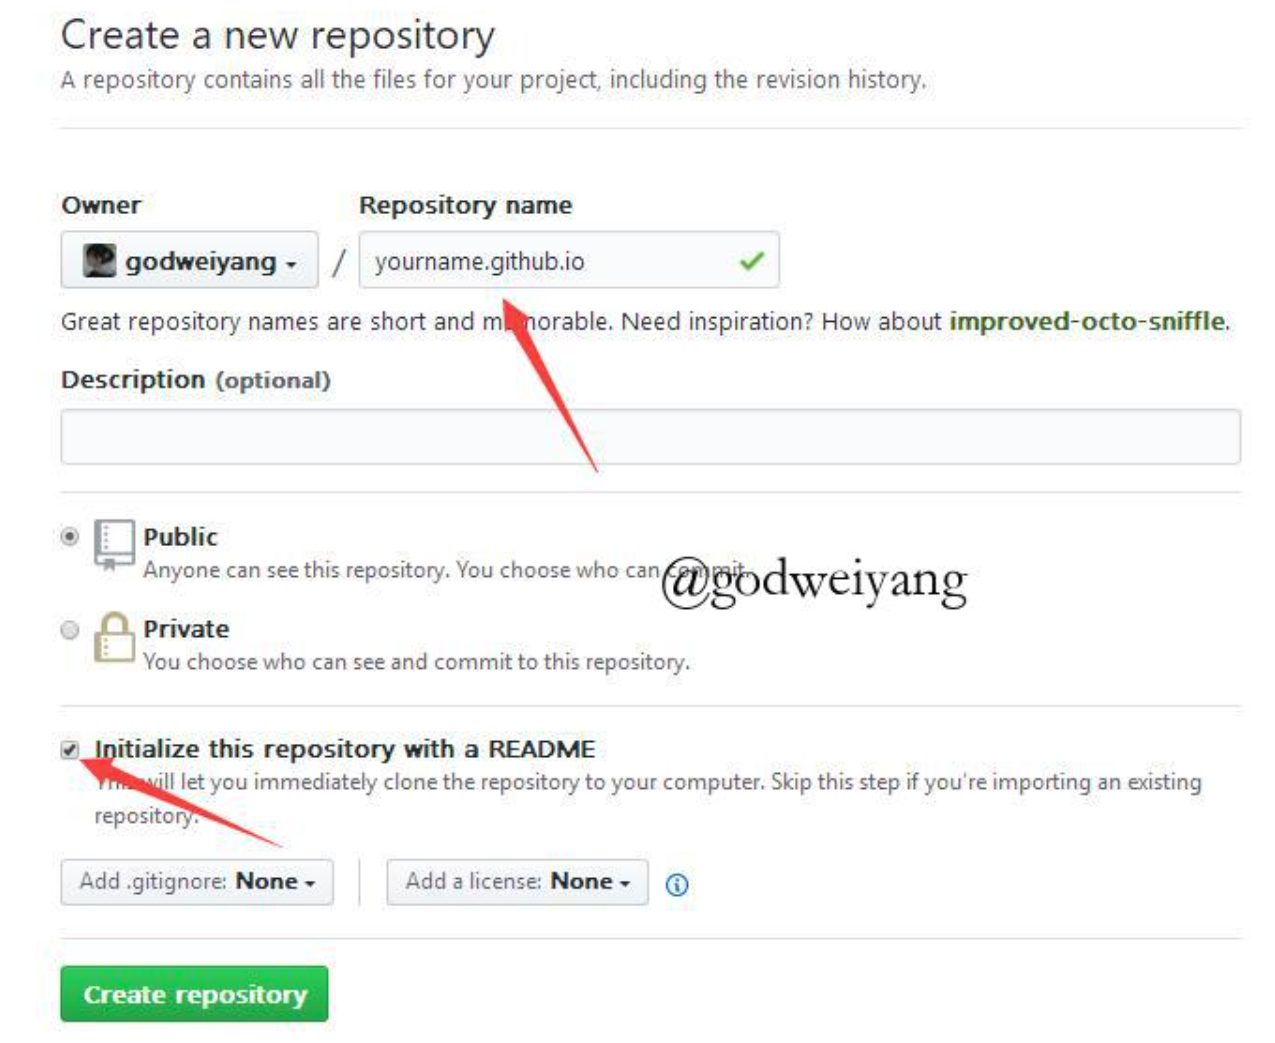 Create a new repository
A repository contains all the files for your project, including the revision history.
Owner
Repository name
godweiyang / yourname.github.io
Great repository names are short and memorable. Need inspiration? How about improved-octo-sniffle.
Description (optional)
Public
Anyone can see this repository. You choose who can commit.
@godweiyang
Private
You choose who can see and commit to this repository.
Initialize this repository with a README
This will let you immediately clone the repository to your computer. Skip this step if you're importing an existing
repository.
Add .gitignore: None
Add a license: None
Create repository